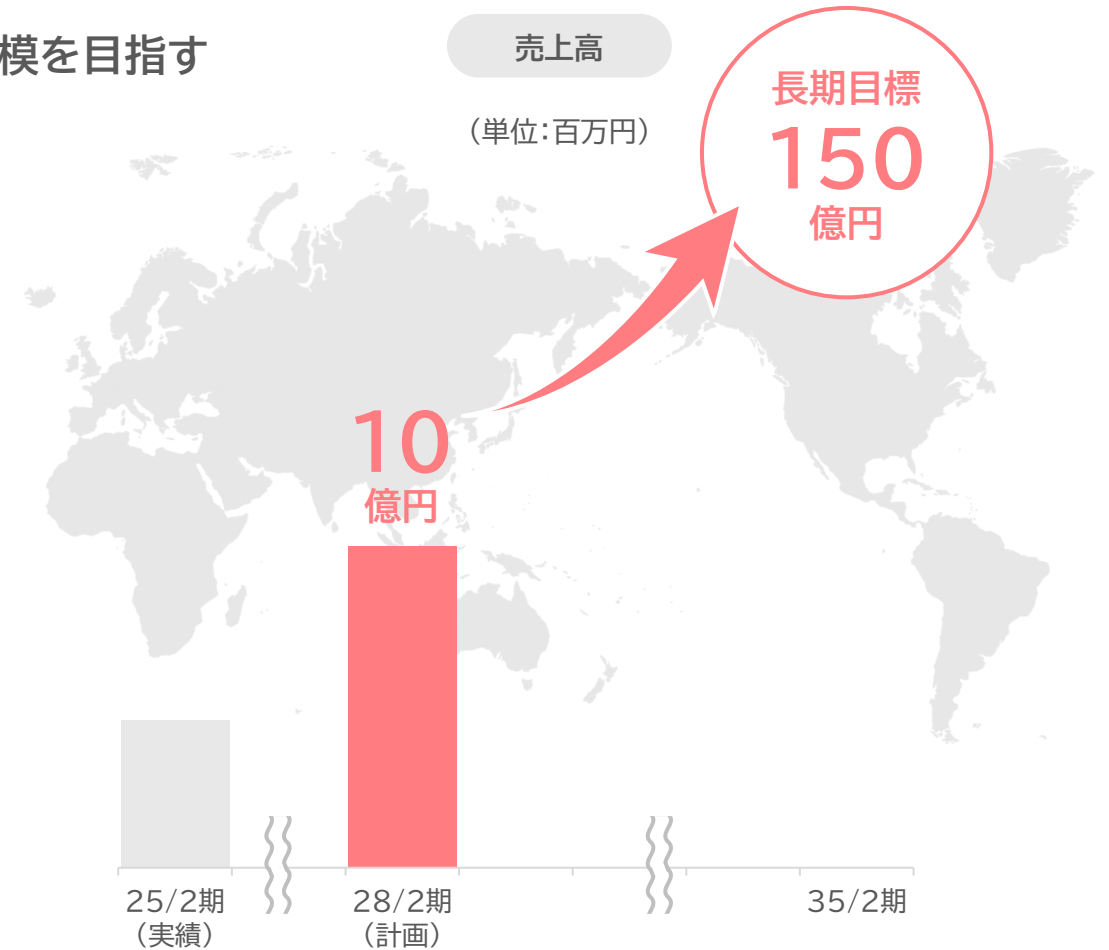 模を目指す
売上高
（単位：百万円）
長期目標
150
億円
10
億円
25/2期
（実績）
28/2期
（計画）
35/2期